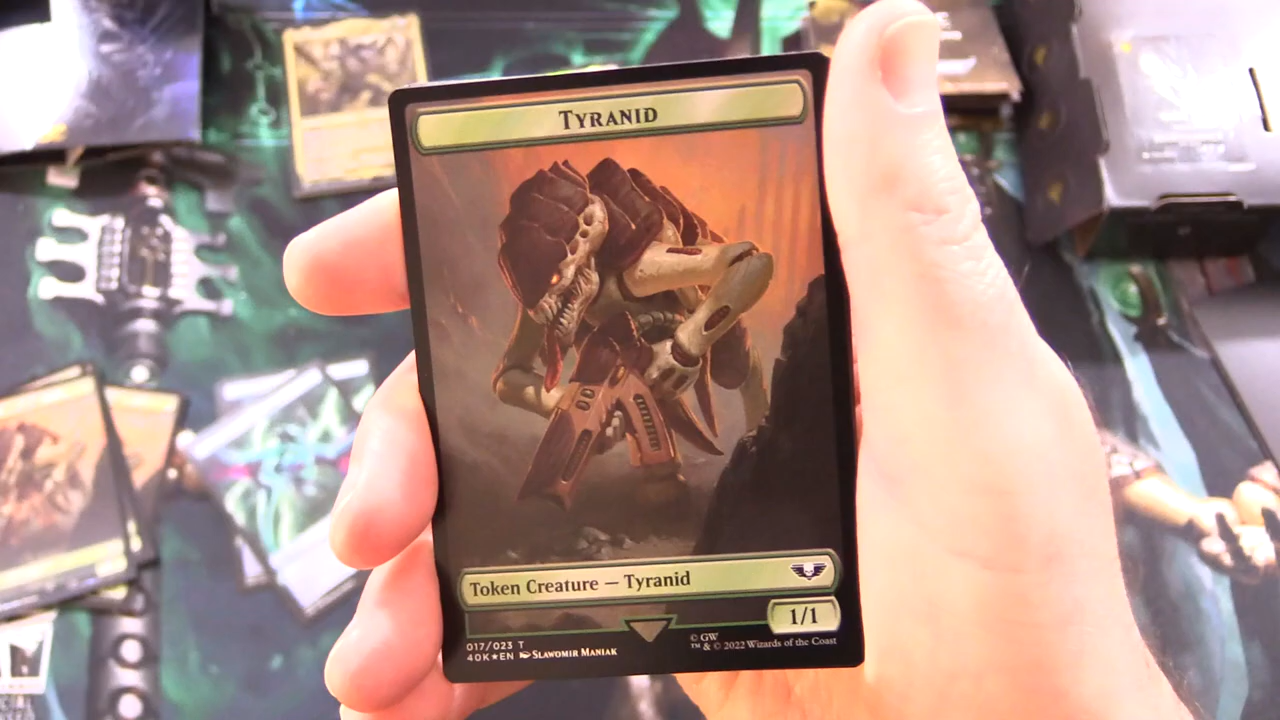 TYRANID
Token Creature — Tyranid
1/1
017/023 T
40K★EN SLAWOMIR MANIAK
© GW
™ & © 2022 Wizards of the Coast